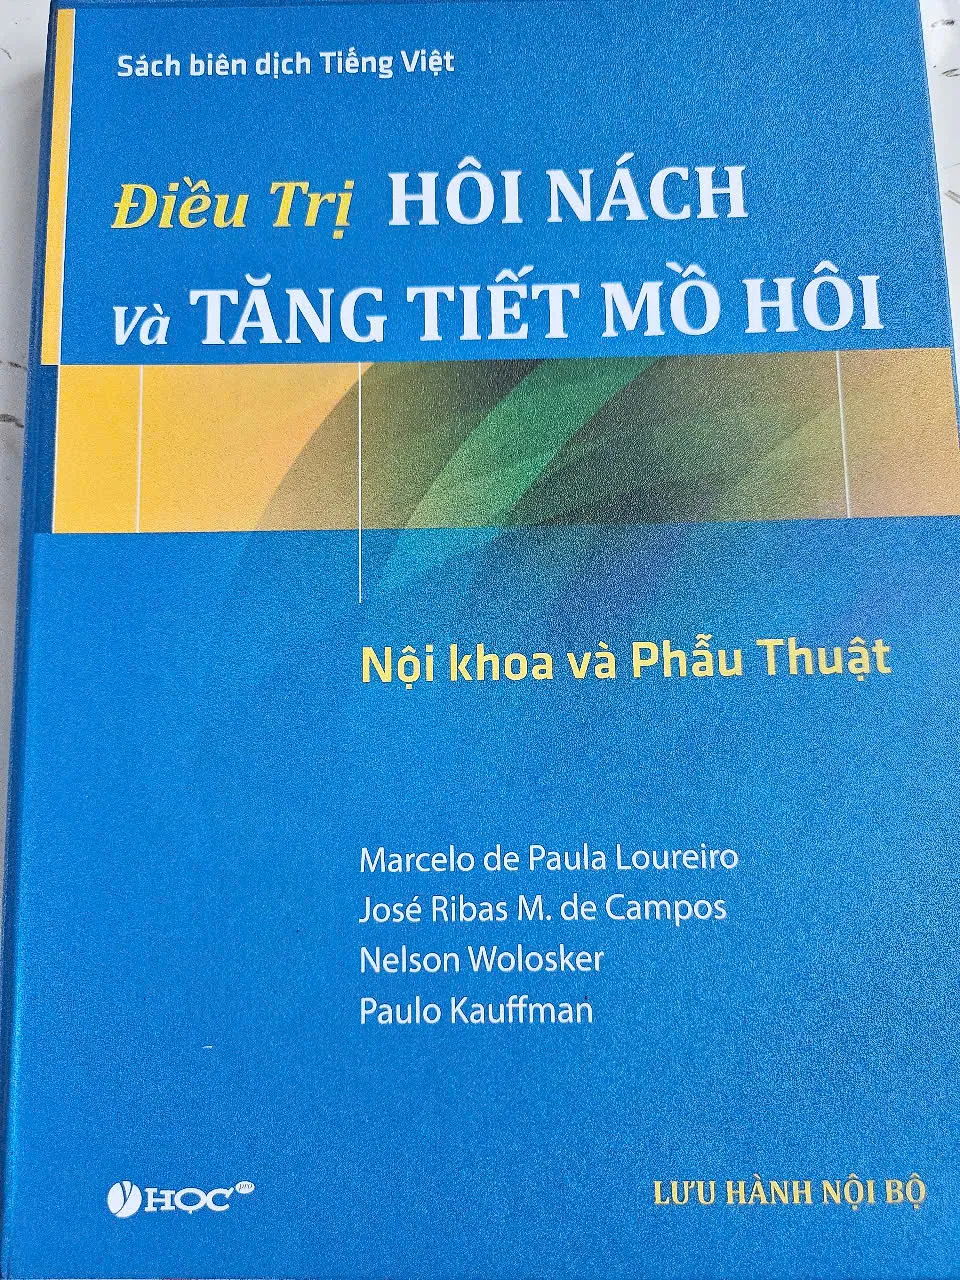 Sách biên dịch Tiếng Việt
Điều Trị HÔI NÁCH
Và TĂNG TIẾT MỒ HÔI
Nội khoa và Phẫu Thuật
Marcelo de Paula Loureiro
José Ribas M. de Campos
Nelson Wolosker
Paulo Kauffman
Y HỌC pro
LƯU HÀNH NỘI BỘ